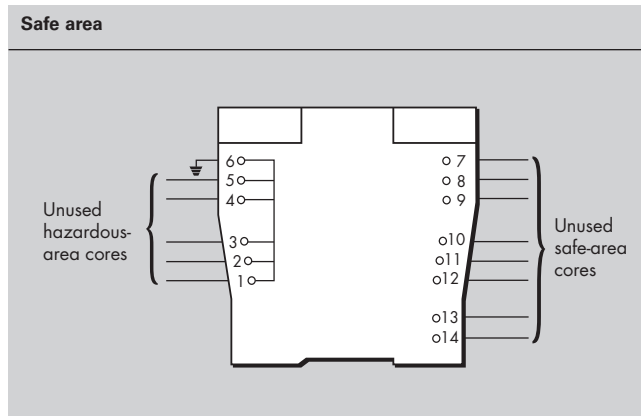 Safe area
6
5
4
3
2
1
Unused
hazardous-
area cores
7
8
9
10
11
12
13
14
Unused
safe-area
cores